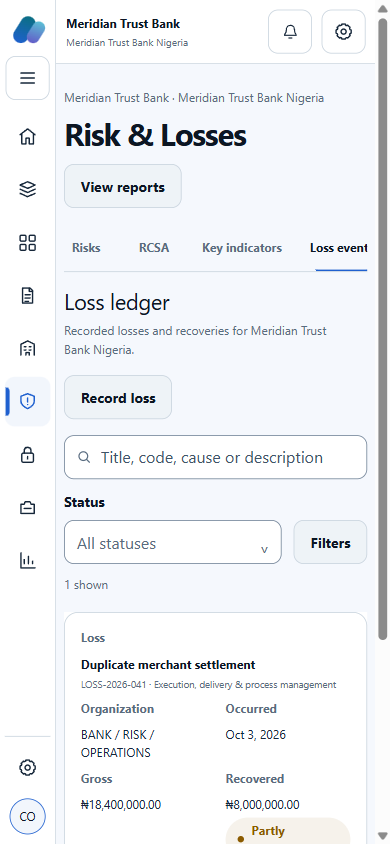 Meridian Trust Bank
Meridian Trust Bank Nigeria
Meridian Trust Bank · Meridian Trust Bank Nigeria
Risk & Losses
View reports
Risks RCSA Key indicators Loss event
Loss ledger
Recorded losses and recoveries for Meridian Trust
Bank Nigeria.
Record loss
Title, code, cause or description
Status
All statuses
Filters
1 shown
Loss
Duplicate merchant settlement
LOSS-2026-041 · Execution, delivery & process management
Organization Occurred
BANK / RISK / Oct 3, 2026
OPERATIONS
Gross Recovered
₦18,400,000.00 ₦8,000,000.00
Partly
CO